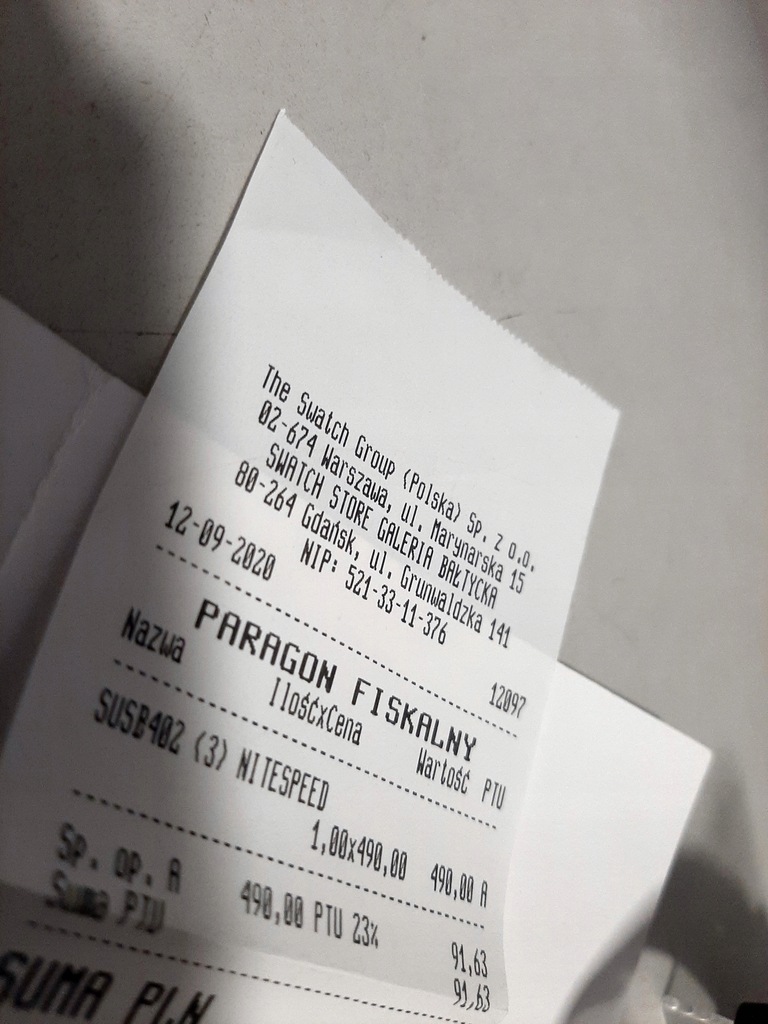 The Swatch Group (Polska) Sp. z o.o.
02-674 Warszawa, ul. Marynarska 15
SWATCH STORE GALERIA BAŁTYCKA
80-264 Gdańsk, ul. Grunwaldzka 141
NIP: 521-33-11-376
12-09-2020 12097
PARAGON FISKALNY
Nazwa IlośćxCena Wartość PTU
SUSB402 (3) NITESPEED
1,00x490,00 490,00 A
Sp. op. A 490,00 PTU 23% 91,63
Suma PTU 91,63
SUMA PLN